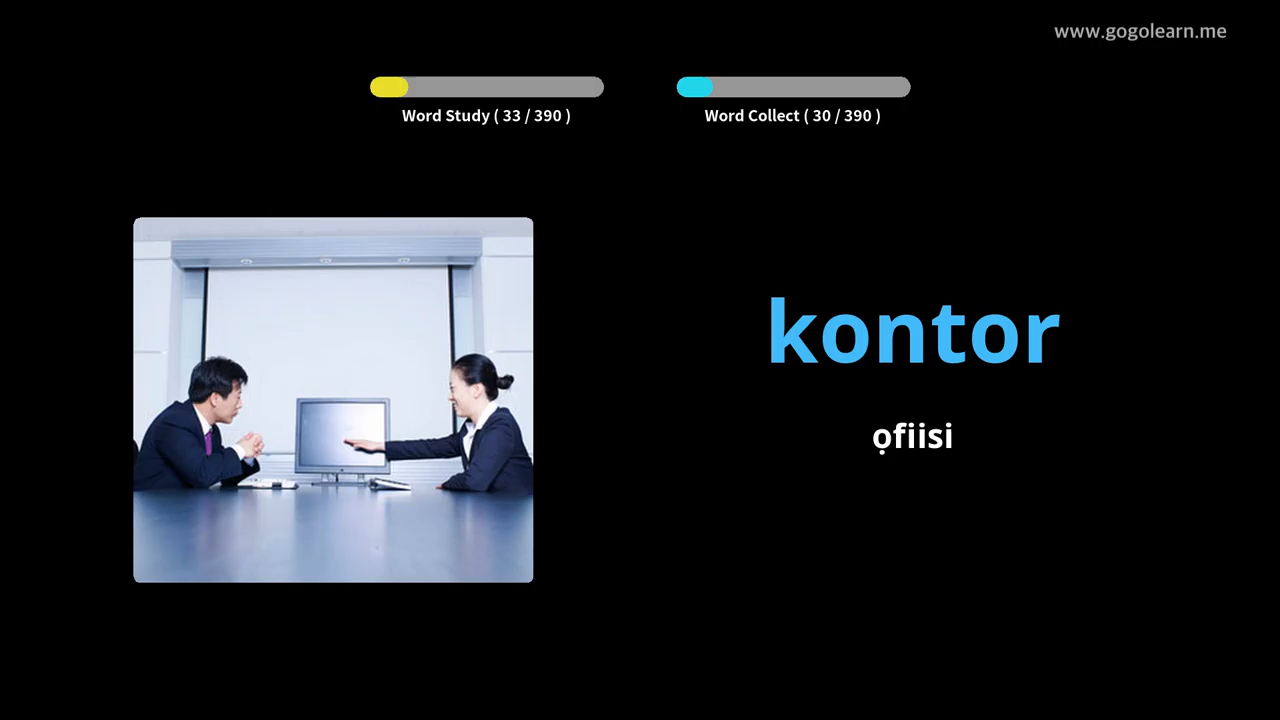 www.gogolearn.me
Word Study ( 33 / 390 )
Word Collect ( 30 / 390 )
kontor
ọfiisi